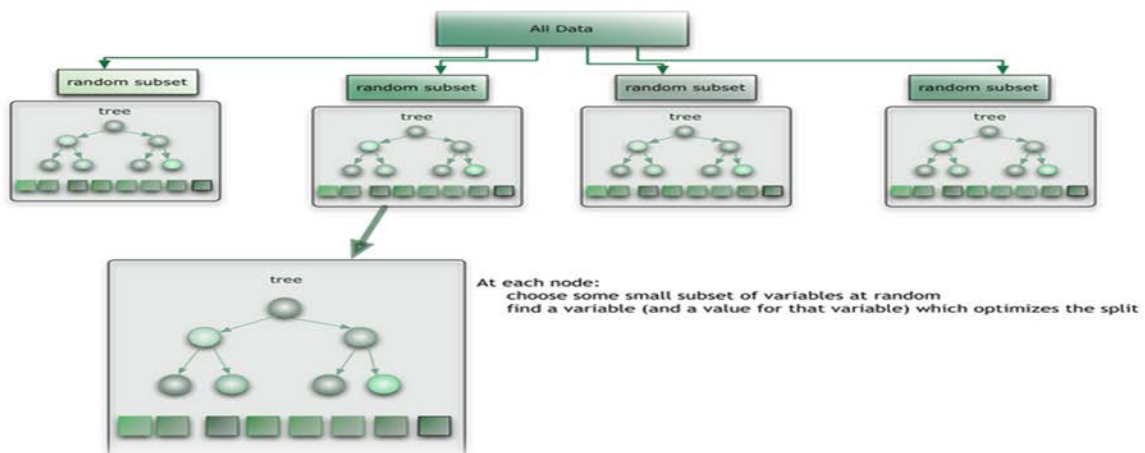 All Data
random subset
random subset
random subset
random subset
tree
tree
tree
tree
tree
At each node:
choose some small subset of variables at random
find a variable (and a value for that variable) which optimizes the split